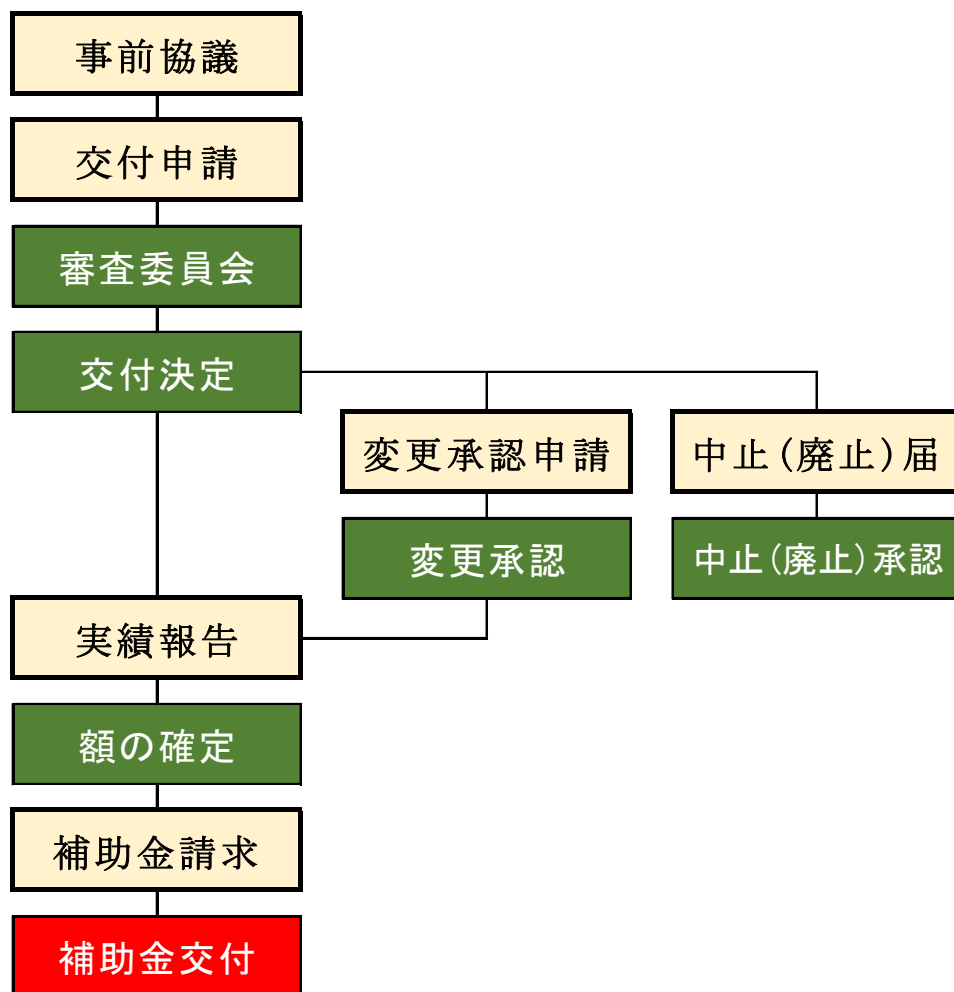 事前協議
交付申請
審査委員会
交付決定
変更承認申請
中止(廃止)届
変更承認
中止(廃止)承認
実績報告
額の確定
補助金請求
補助金交付